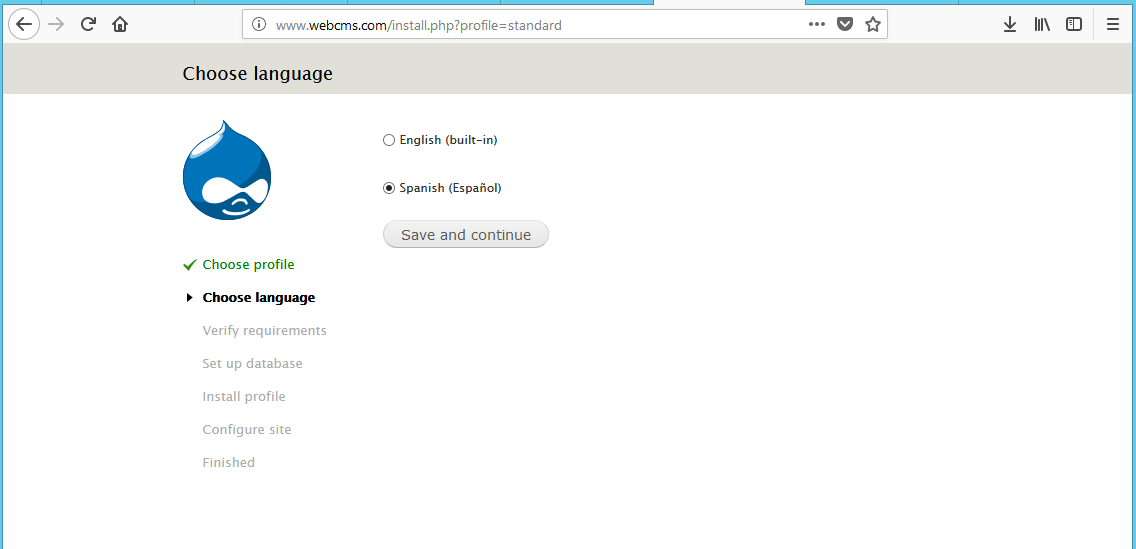 www.webcms.com/install.php?profile=standard
Choose language
English (built-in)
Spanish (Español)
Save and continue
Choose profile
Choose language
Verify requirements
Set up database
Install profile
Configure site
Finished